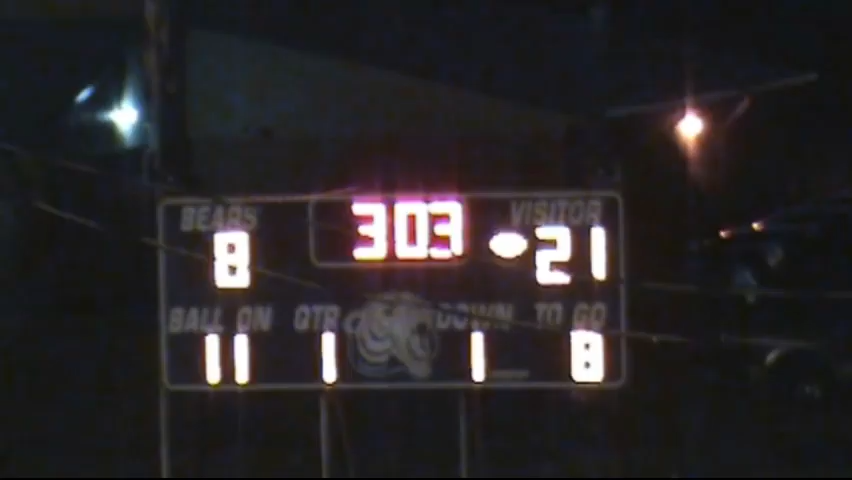 BEARS 303 VISITOR
8 21
BALL ON QTR DOWN TO GO
11 1 1 8